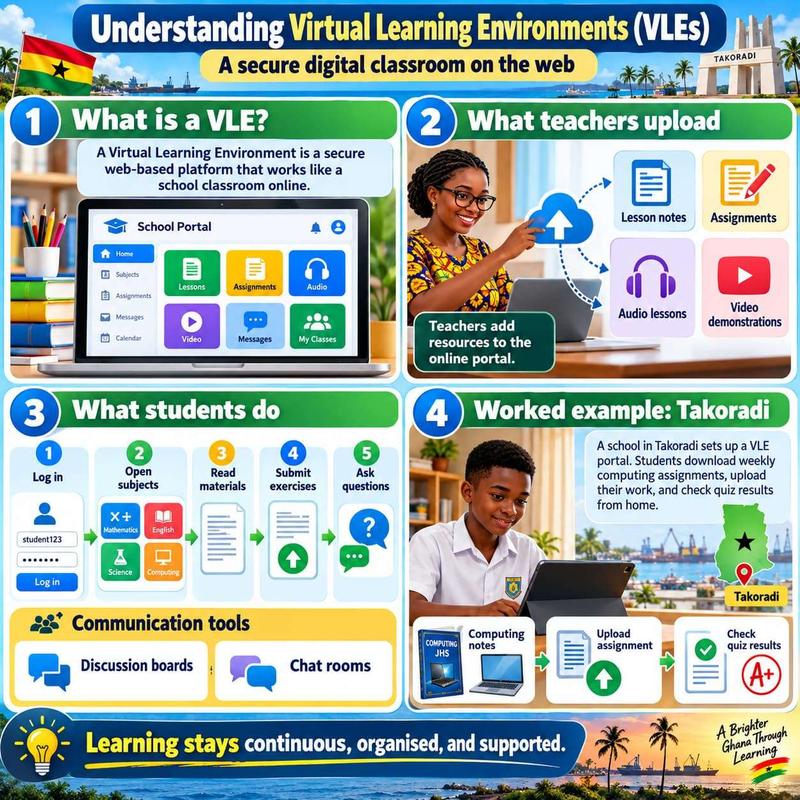 Understanding Virtual Learning Environments (VLEs)
A secure digital classroom on the web
TAKORADI
1 What is a VLE?
A Virtual Learning Environment is a secure
web-based platform that works like a
school classroom online.
School Portal
Home
Subjects
Assignments
Messages
Calendar
Lessons
Assignments
Audio
Video
Messages
My Classes
2 What teachers upload
Lesson notes
Assignments
Audio lessons
Video
demonstrations
Teachers add
resources to the
online portal.
3 What students do
1
Log in
student123
Log in
2
Open
subjects
Mathematics
English
Science
Computing
3
Read
materials
4
Submit
exercises
5
Ask
questions
Communication tools
Discussion boards
Chat rooms
4 Worked example: Takoradi
A school in Takoradi sets up a VLE
portal. Students download weekly
computing assignments, upload
their work, and check quiz results
from home.
Takoradi
COMPUTING
JHS
Computing
notes
Upload
assignment
Check
quiz results
A+
Learning stays continuous, organised, and supported.
A Brighter
Ghana Through
Learning